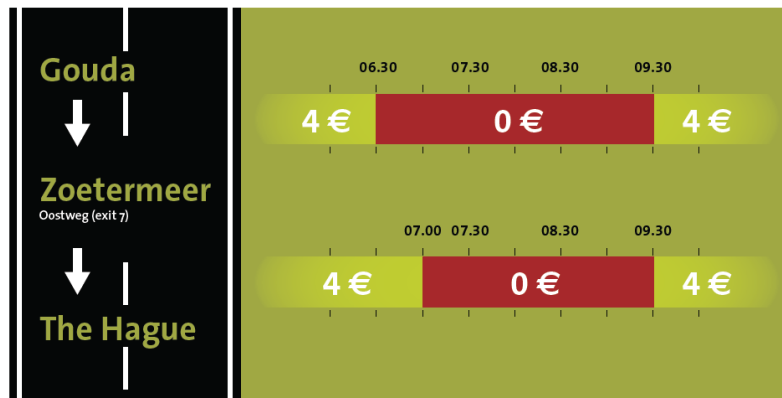 Gouda
Zoetermeer
Oostweg (exit 7)
The Hague
06.30 07.30 08.30 09.30
4 € 0 € 4 €
07.00 07.30 08.30 09.30
4 € 0 € 4 €